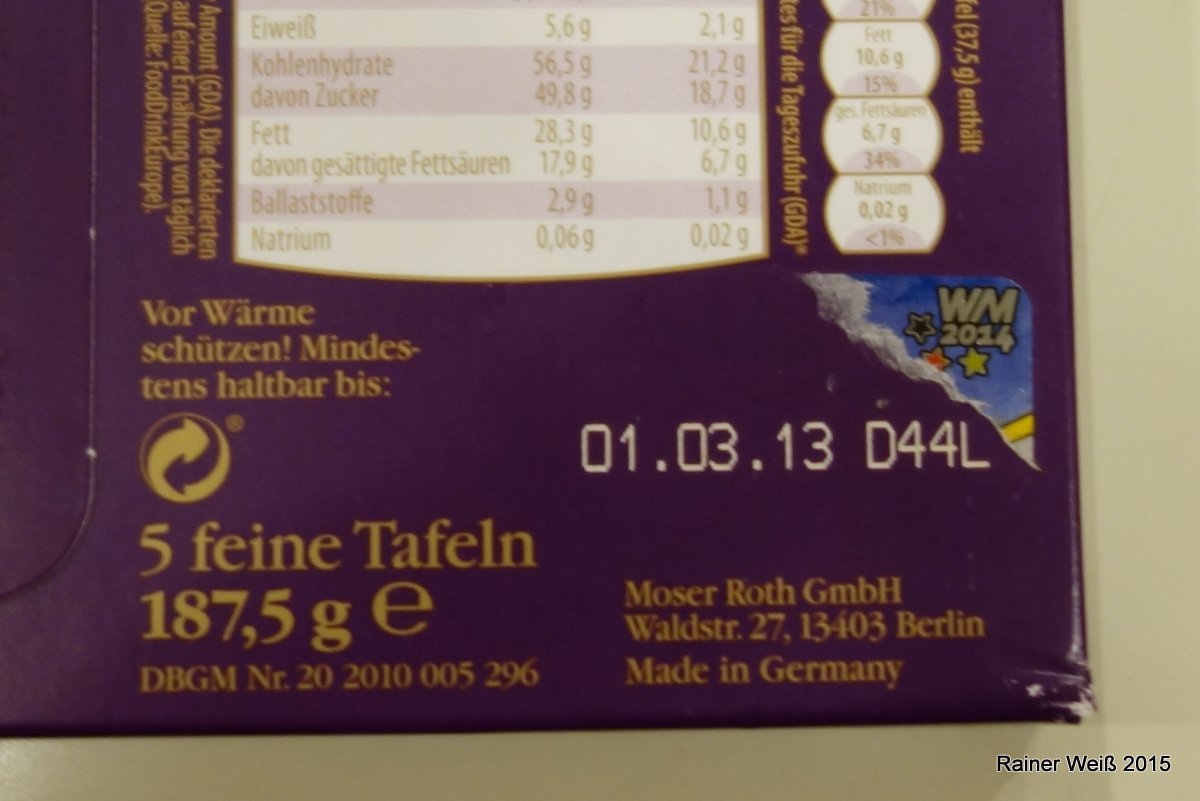 Eiweiß 5,6 g 2,1 g
Kohlenhydrate 56,5 g 21,2 g
davon Zucker 49,8 g 18,7 g
Fett 28,3 g 10,6 g
davon gesättigte Fettsäuren 17,9 g 6,7 g
Ballaststoffe 2,9 g 1,1 g
Natrium 0,06 g 0,02 g
Amount (GDA). Die deklarierten
auf einer Ernährung von täglich
Quelle: FoodDrinkEurope).
für die Tageszufuhr (GDA)*
(37,5 g) enthält
21%
Fett
10,6 g
15%
ges. Fettsäuren
6,7 g
34%
Natrium
0,02 g
<1%
WM
2014
Vor Wärme
schützen! Mindes-
tens haltbar bis:
01.03.13 D44L
®
5 feine Tafeln
187,5 g ℮
DBGM Nr. 20 2010 005 296
Moser Roth GmbH
Waldstr. 27, 13403 Berlin
Made in Germany
Rainer Weiß 2015